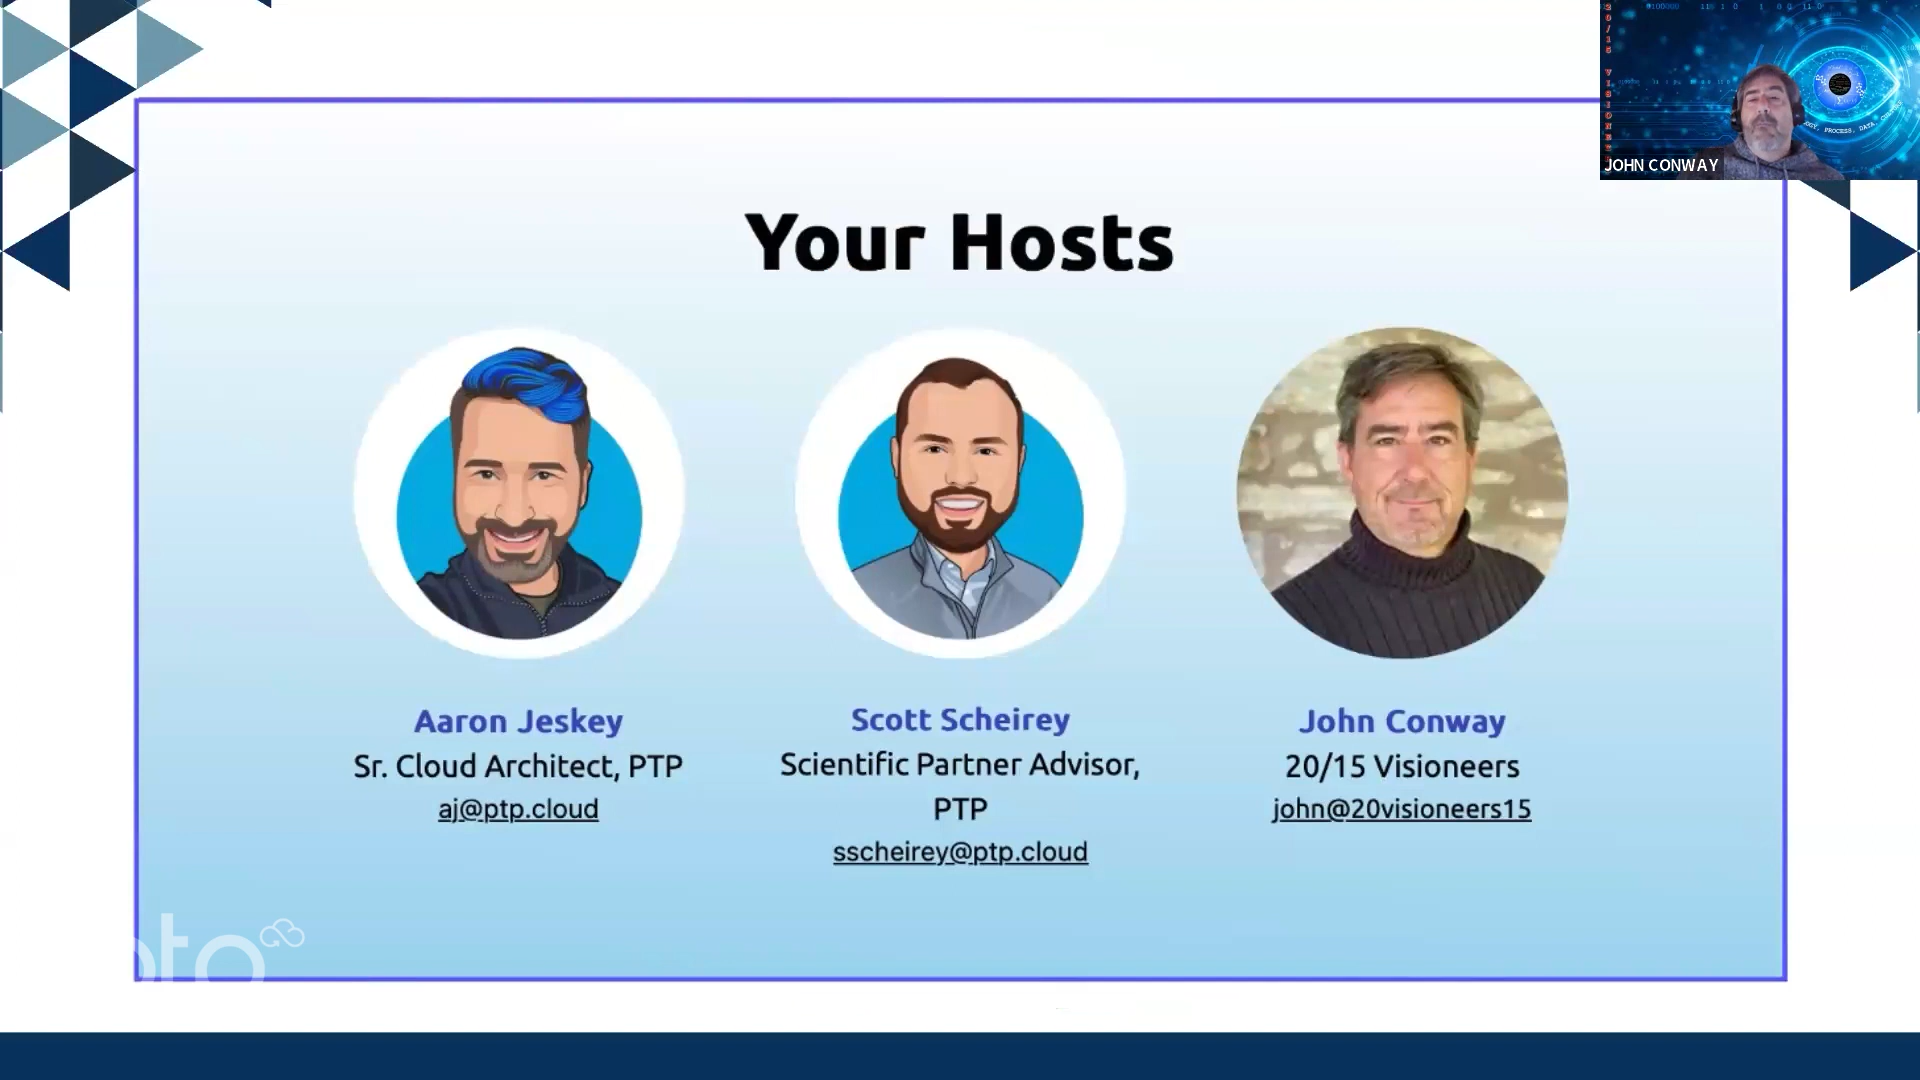 JOHN CONWAY
Your Hosts
Aaron Jeskey
Sr. Cloud Architect, PTP
aj@ptp.cloud
Scott Scheirey
Scientific Partner Advisor,
PTP
sscheirey@ptp.cloud
John Conway
20/15 Visioneers
john@20visioneers15
ptp